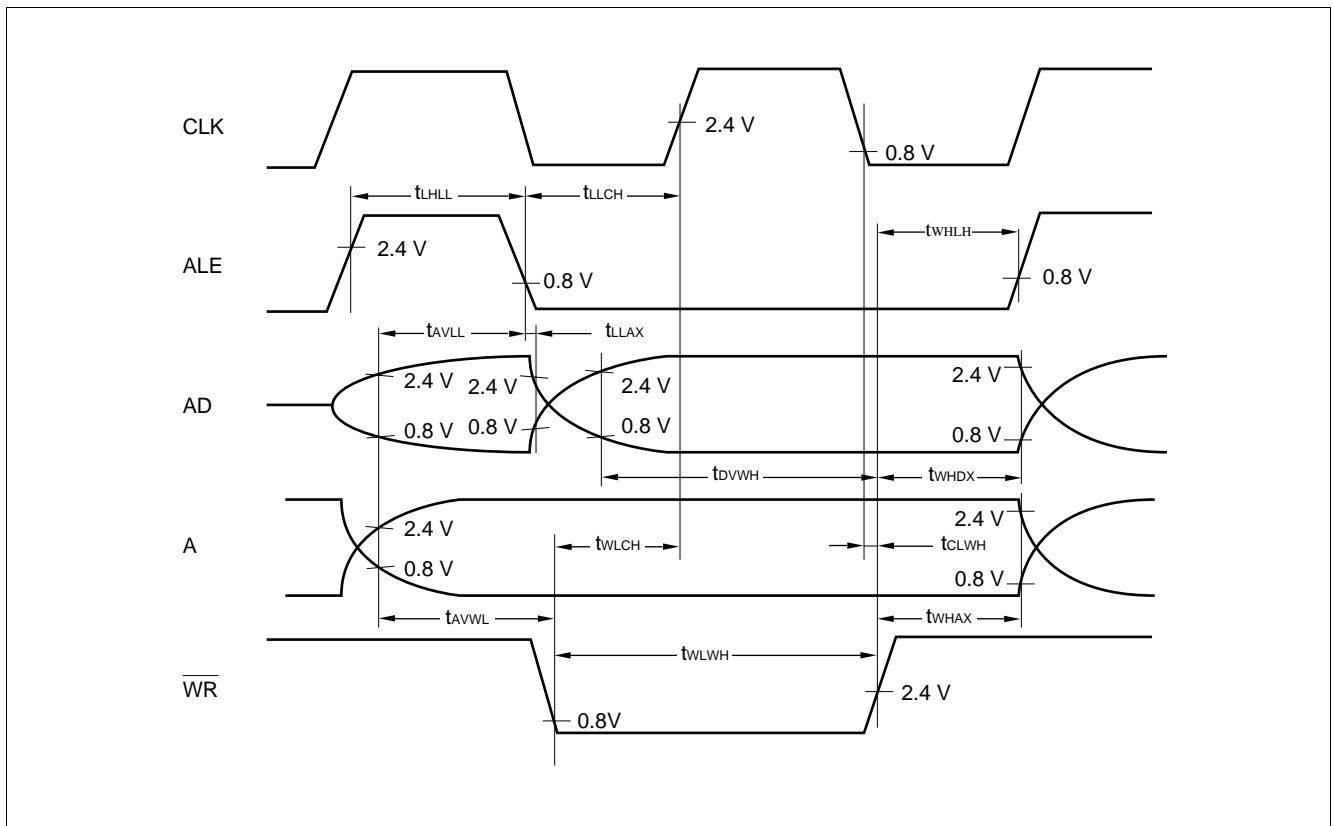 CLK
2.4 V
0.8 V
tLHLL
tLLCH
tWHLH
ALE
2.4 V
0.8 V
0.8 V
tAVLL
tLLAX
AD
2.4 V
2.4 V
2.4 V
2.4 V
0.8 V
0.8 V
0.8 V
0.8 V
tDVWH
tWHDX
A
2.4 V
2.4 V
tWLCH
tCLWH
0.8 V
0.8 V
tAVWL
tWHAX
tWLWH
WR
2.4 V
0.8V